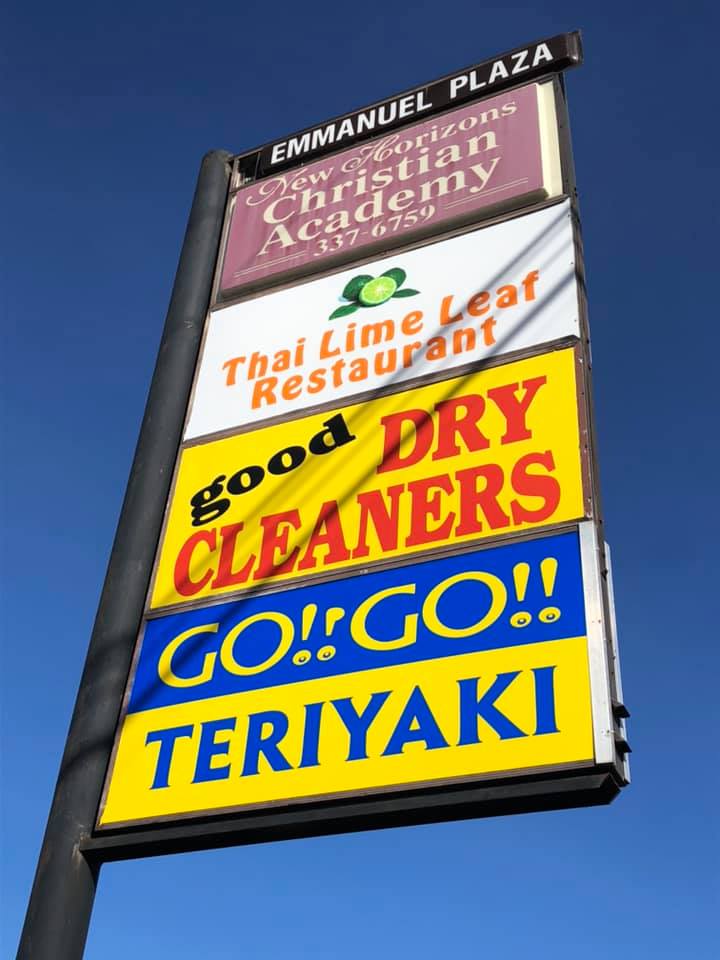 EMMANUEL PLAZA
New Horizons
Christian
Academy
337-6759
Thai Lime Leaf
Restaurant
good DRY
CLEANERS
GO!! GO!!
TERIYAKI